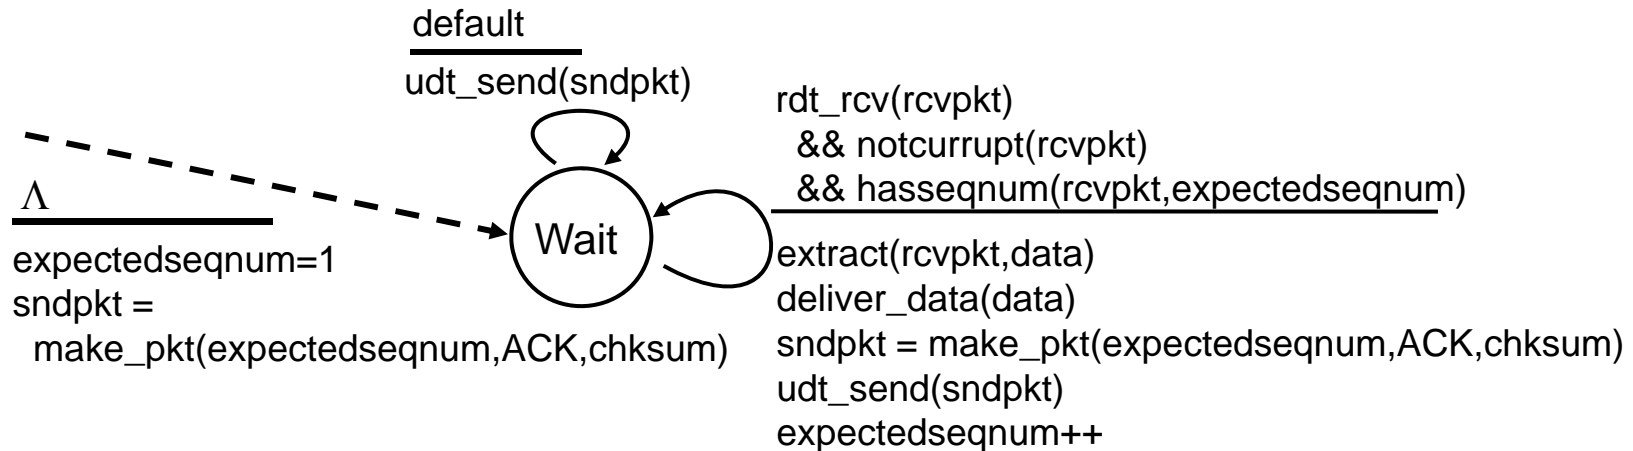 default
udt_send(sndpkt)
rdt_rcv(rcvpkt)
&& notcurrupt(rcvpkt)
&& hasseqnum(rcvpkt,expectedseqnum)
Λ
Wait
expectedseqnum=1
sndpkt =
make_pkt(expectedseqnum,ACK,chksum)
extract(rcvpkt,data)
deliver_data(data)
sndpkt = make_pkt(expectedseqnum,ACK,chksum)
udt_send(sndpkt)
expectedseqnum++